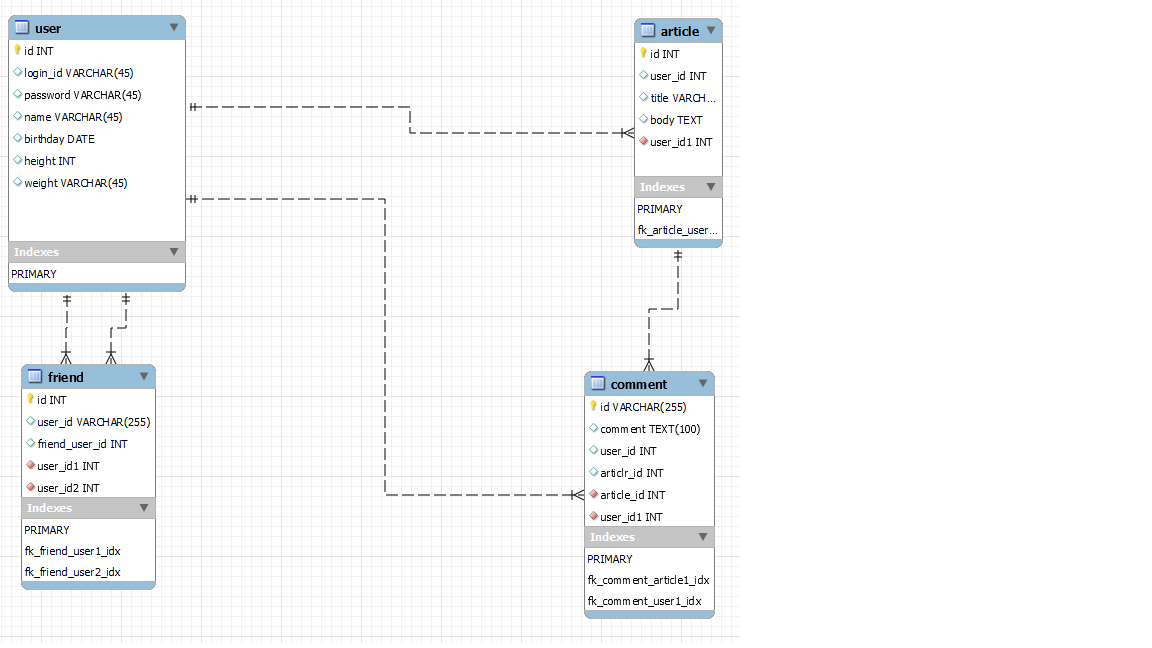 user
id INT
login_id VARCHAR(45)
password VARCHAR(45)
name VARCHAR(45)
birthday DATE
height INT
weight VARCHAR(45)
Indexes
PRIMARY
article
id INT
user_id INT
title VARCH...
body TEXT
user_id1 INT
Indexes
PRIMARY
fk_article_user...
friend
id INT
user_id VARCHAR(255)
friend_user_id INT
user_id1 INT
user_id2 INT
Indexes
PRIMARY
fk_friend_user1_idx
fk_friend_user2_idx
comment
id VARCHAR(255)
comment TEXT(100)
user_id INT
articlr_id INT
article_id INT
user_id1 INT
Indexes
PRIMARY
fk_comment_article1_idx
fk_comment_user1_idx